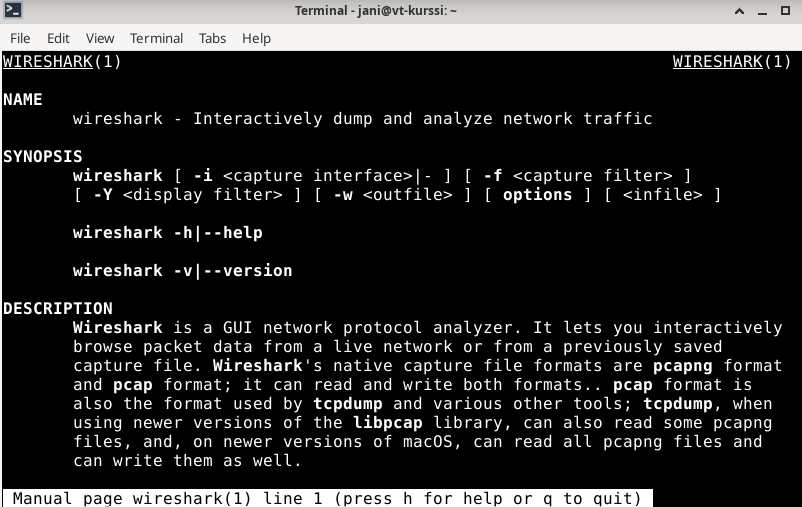 Terminal - jani@vt-kurssi: ~
File Edit View Terminal Tabs Help
WIRESHARK(1) WIRESHARK(1)
NAME
wireshark - Interactively dump and analyze network traffic
SYNOPSIS
wireshark [ -i <capture interface>|- ] [ -f <capture filter> ]
[ -Y <display filter> ] [ -w <outfile> ] [ options ] [ <infile> ]
wireshark -h|--help
wireshark -v|--version
DESCRIPTION
Wireshark is a GUI network protocol analyzer. It lets you interactively
browse packet data from a live network or from a previously saved
capture file. Wireshark's native capture file formats are pcapng format
and pcap format; it can read and write both formats.. pcap format is
also the format used by tcpdump and various other tools; tcpdump, when
using newer versions of the libpcap library, can also read some pcapng
files, and, on newer versions of macOS, can read all pcapng files and
can write them as well.
Manual page wireshark(1) line 1 (press h for help or q to quit)